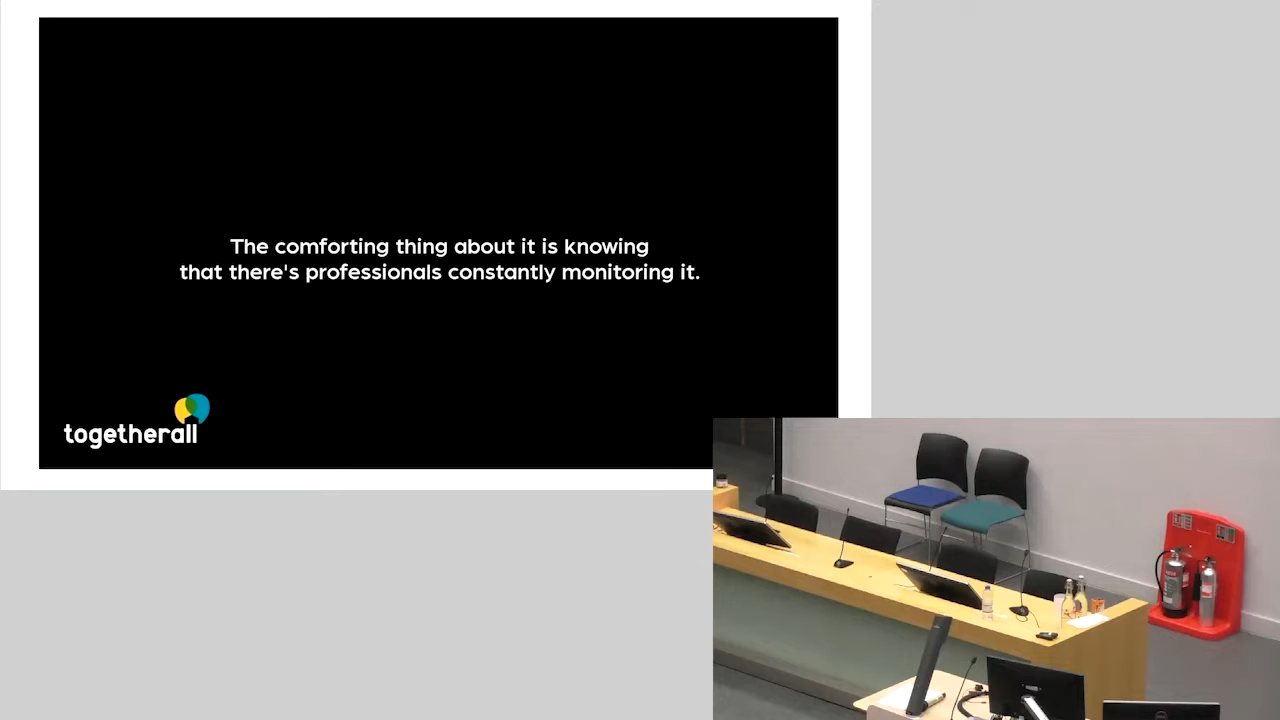 The comforting thing about it is knowing
that there's professionals constantly monitoring it.
togetherall